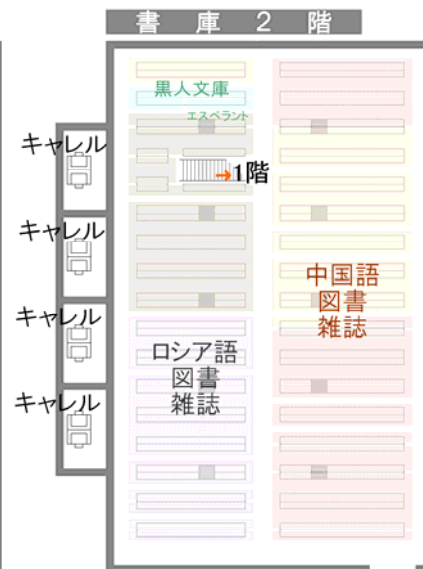 書庫2階
黒人文庫
エスペラント
キャレル
→1階
キャレル
中国語
図書
雑誌
キャレル
ロシア語
図書
雑誌
キャレル